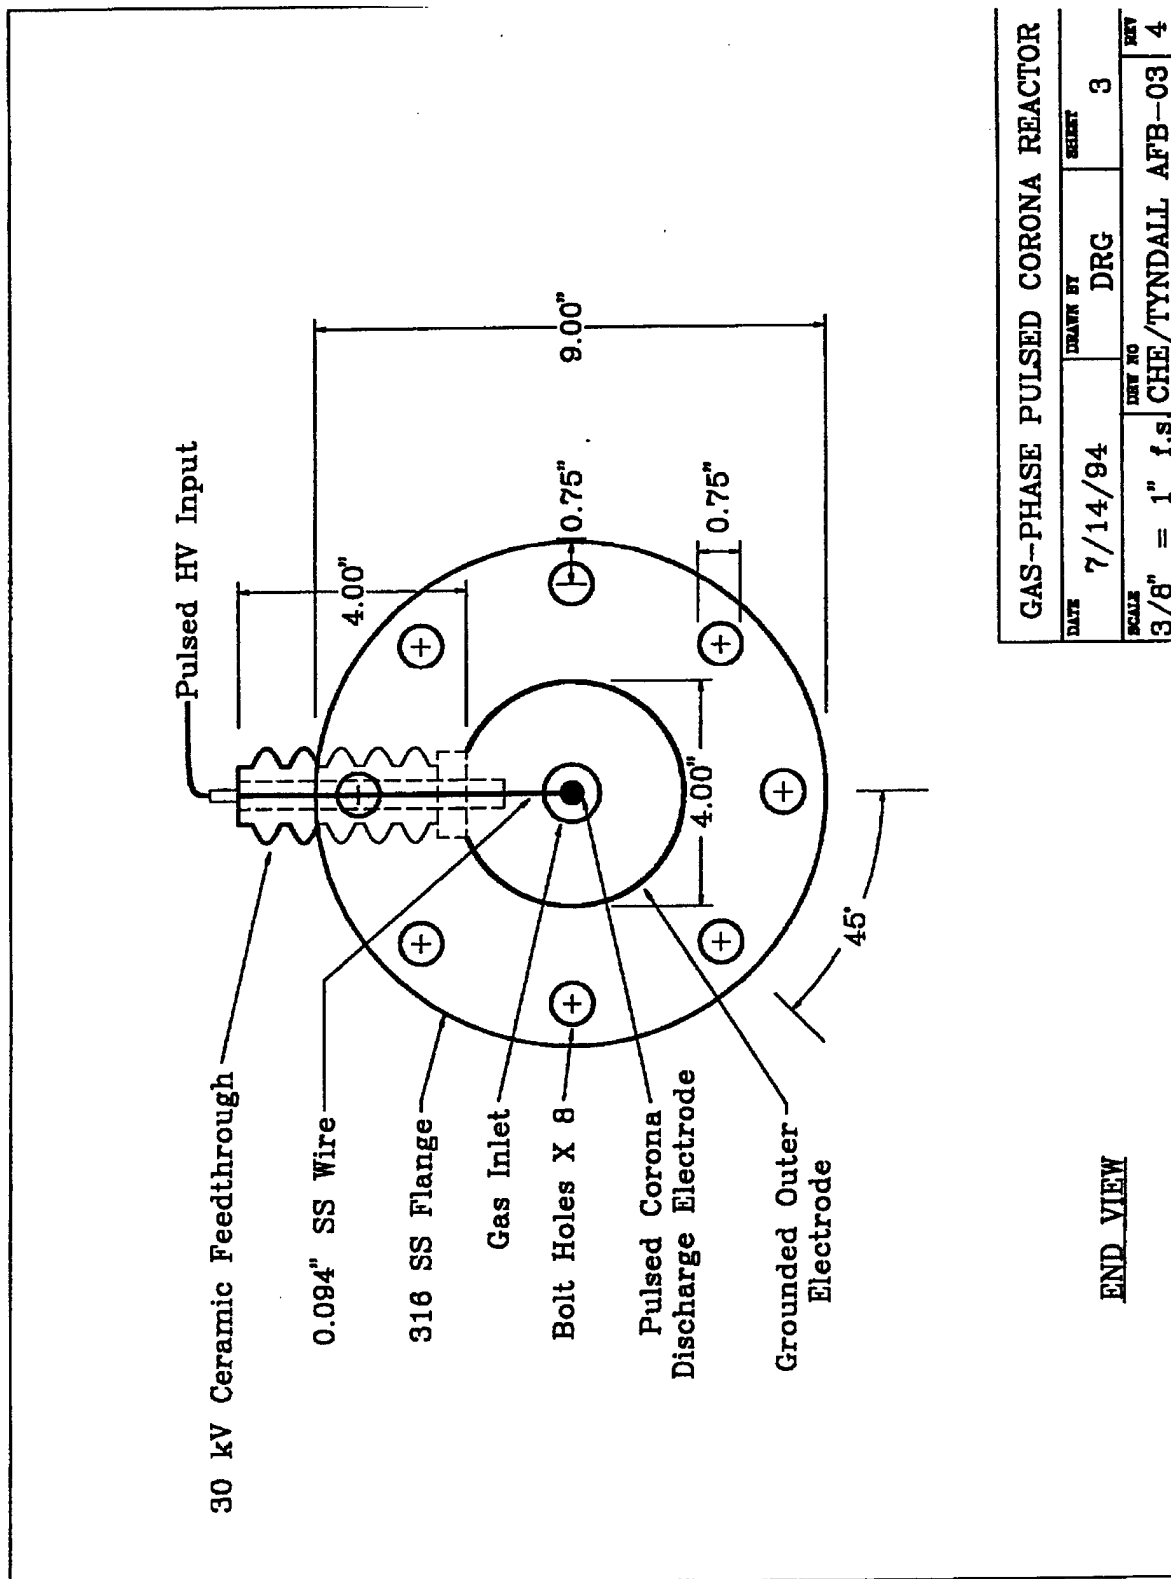 Pulsed HV Input
30 kV Ceramic Feedthrough
0.094" SS Wire
316 SS Flange
Gas Inlet
Bolt Holes X 8
Pulsed Corona
Discharge Electrode
Grounded Outer
Electrode
4.00"
9.00"
0.75"
0.75"
4.00"
45°
END VIEW
GAS-PHASE PULSED CORONA REACTOR
DATE 7/14/94
DRAWN BY DRG
SHEET 3
SCALE 3/8" = 1" f.s.
DRW NO CHE/TYNDALL AFB-03
REV 4